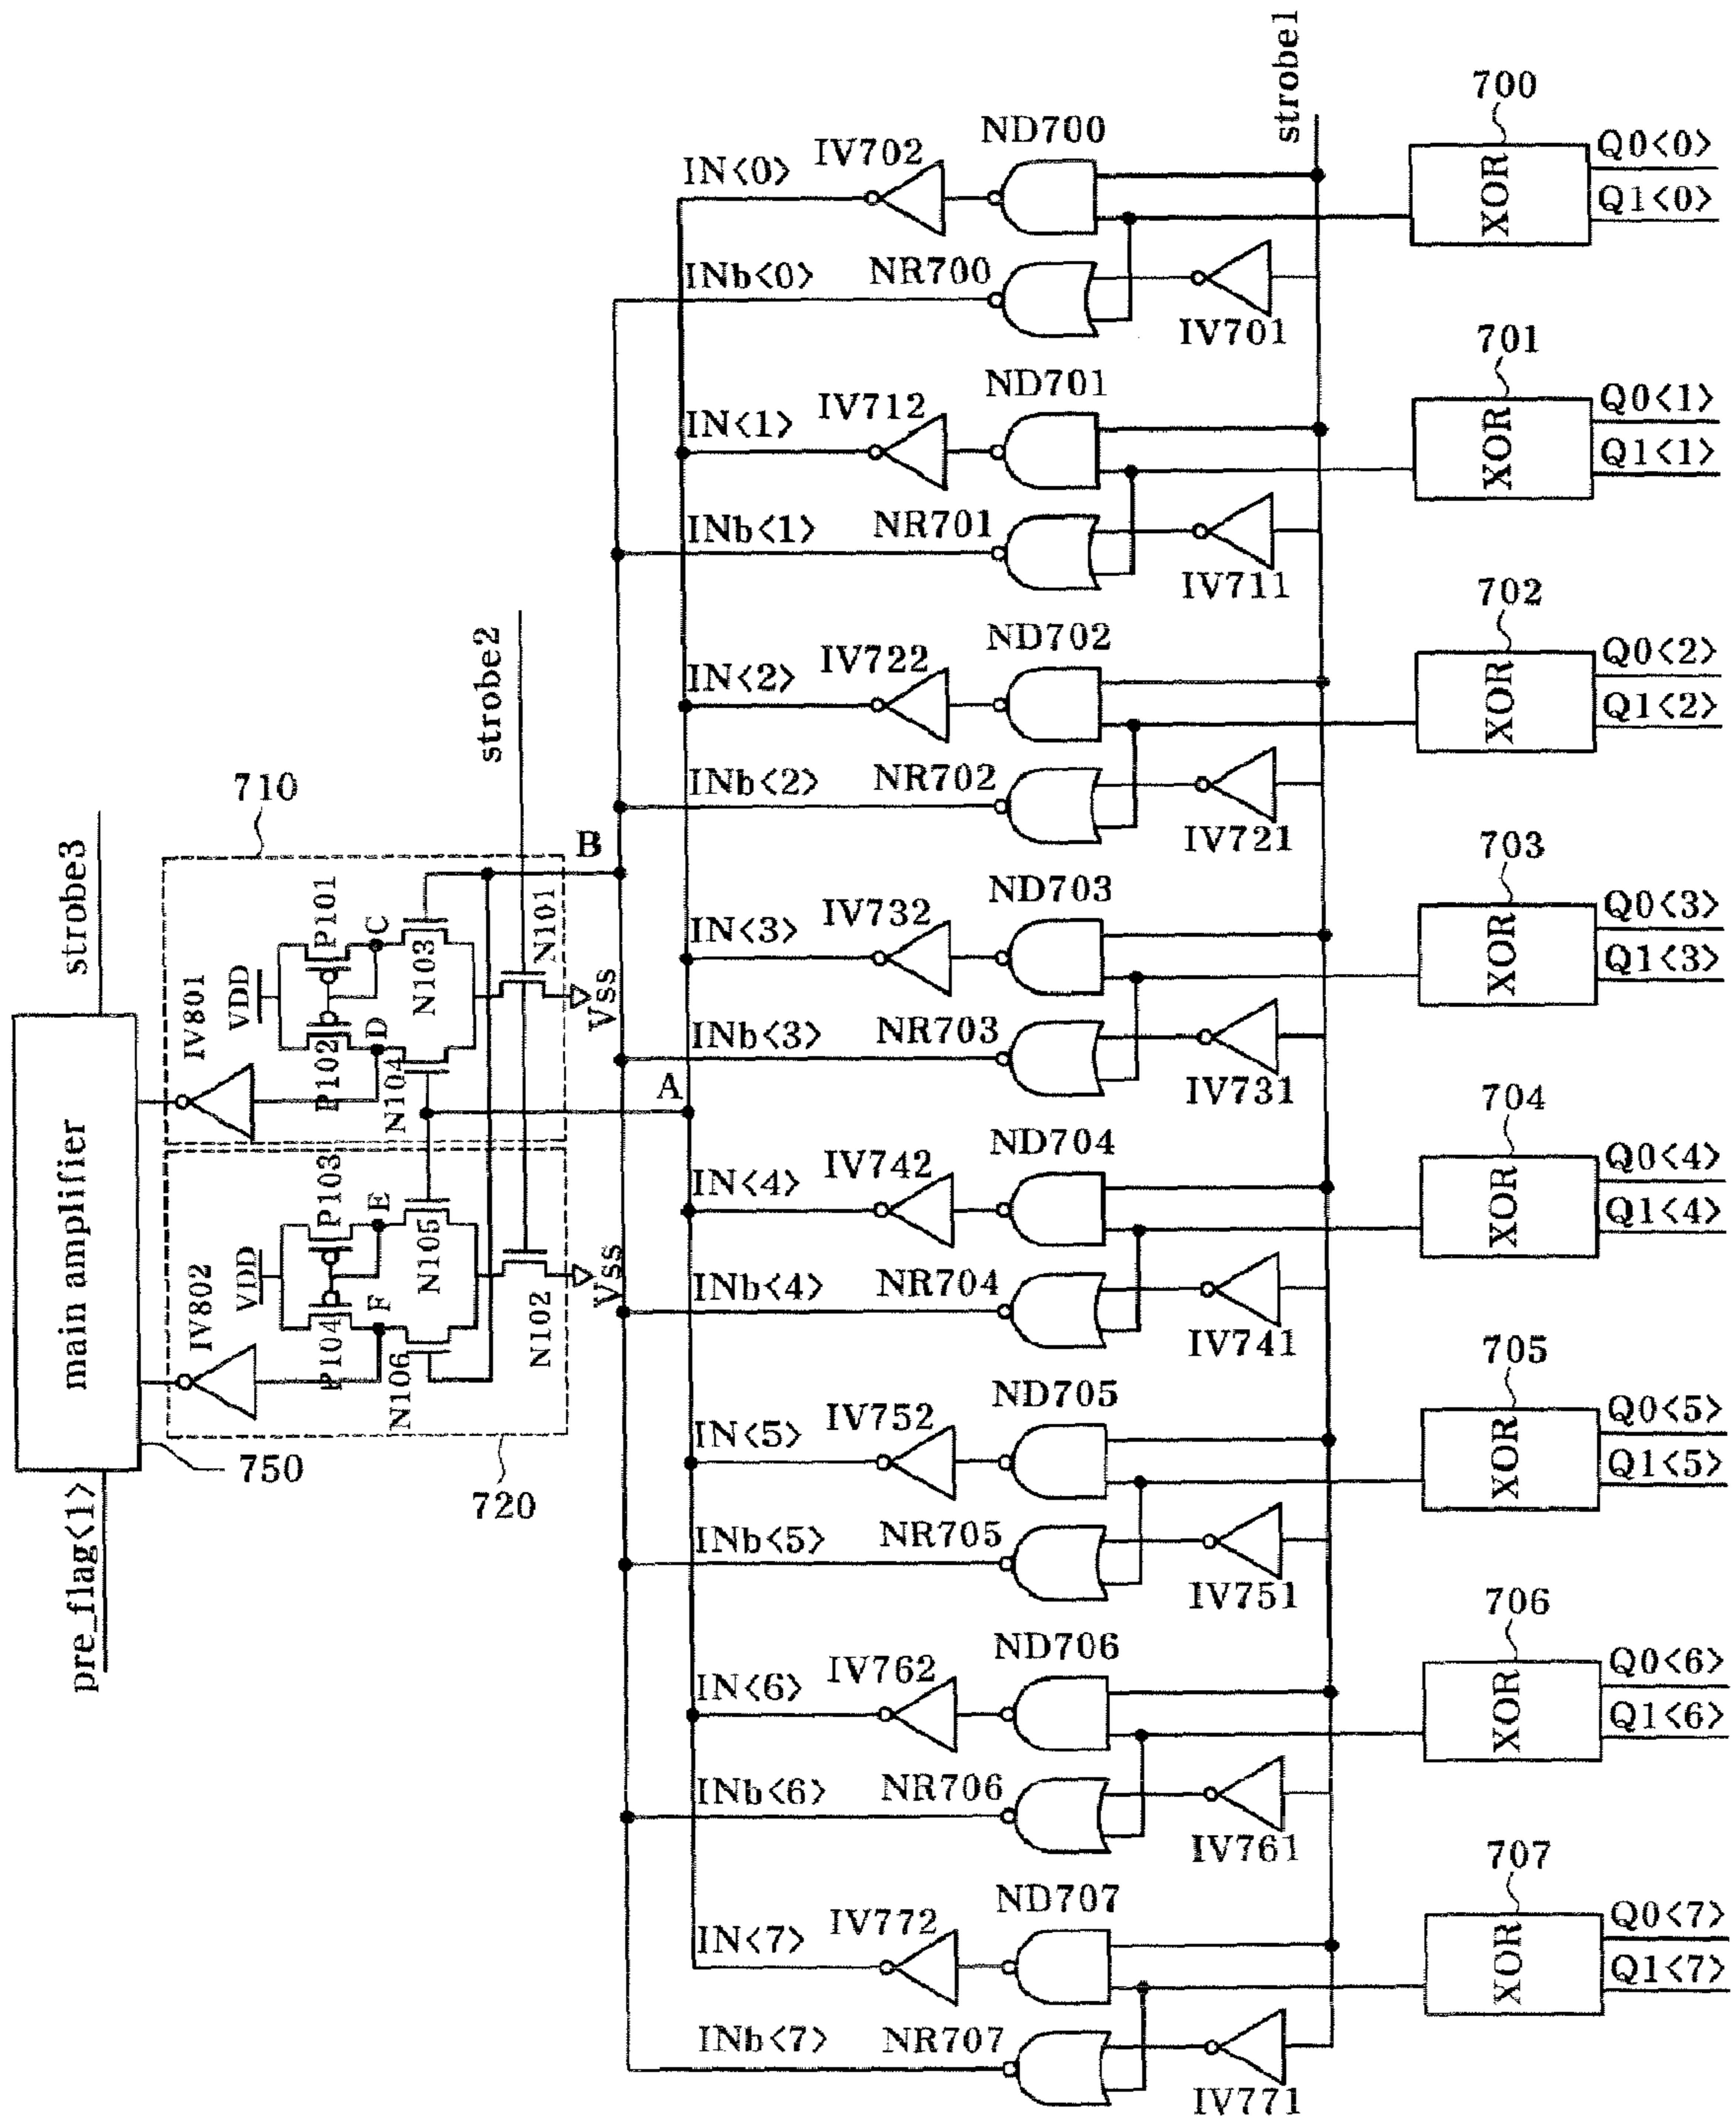 strobe1
700
XOR
Q0<0>
Q1<0>
ND700
IV702
IN<0>
INb<0>
NR700
IV701
701
XOR
Q0<1>
Q1<1>
ND701
IV712
IN<1>
INb<1>
NR701
IV711
702
XOR
Q0<2>
Q1<2>
ND702
IV722
IN<2>
INb<2>
NR702
IV721
703
XOR
Q0<3>
Q1<3>
ND703
IV732
IN<3>
INb<3>
NR703
IV731
704
XOR
Q0<4>
Q1<4>
ND704
IV742
IN<4>
INb<4>
NR704
IV741
705
XOR
Q0<5>
Q1<5>
ND705
IV752
IN<5>
INb<5>
NR705
IV751
706
XOR
Q0<6>
Q1<6>
ND706
IV762
IN<6>
INb<6>
NR706
IV761
707
XOR
Q0<7>
Q1<7>
ND707
IV772
IN<7>
INb<7>
NR707
IV771
strobe2
710
B
A
strobe3
IV801
VDD
P101
P102
C
D
N103
N104
N101
Vss
main amplifier
IV802
VDD
P103
P104
E
F
N105
N106
N102
Vss
750
720
pre_flag<1>